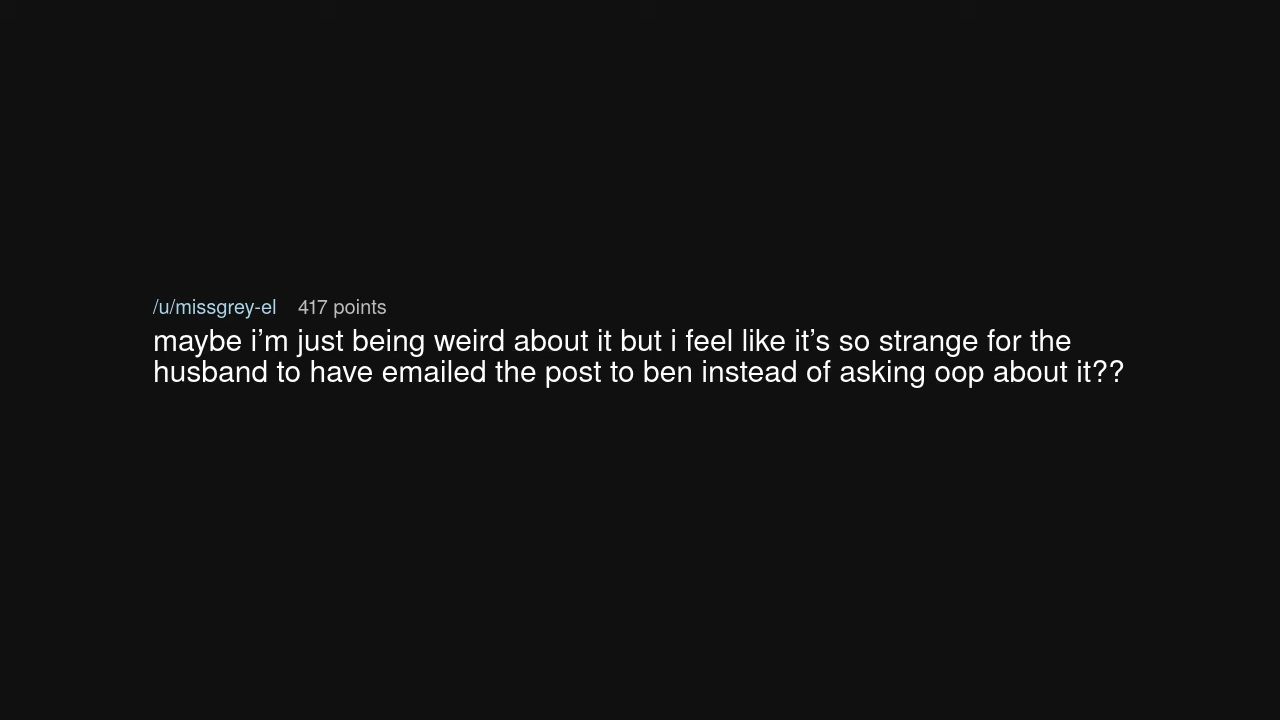 /u/missgrey-el 417 points
maybe i’m just being weird about it but i feel like it’s so strange for the
husband to have emailed the post to ben instead of asking oop about it??